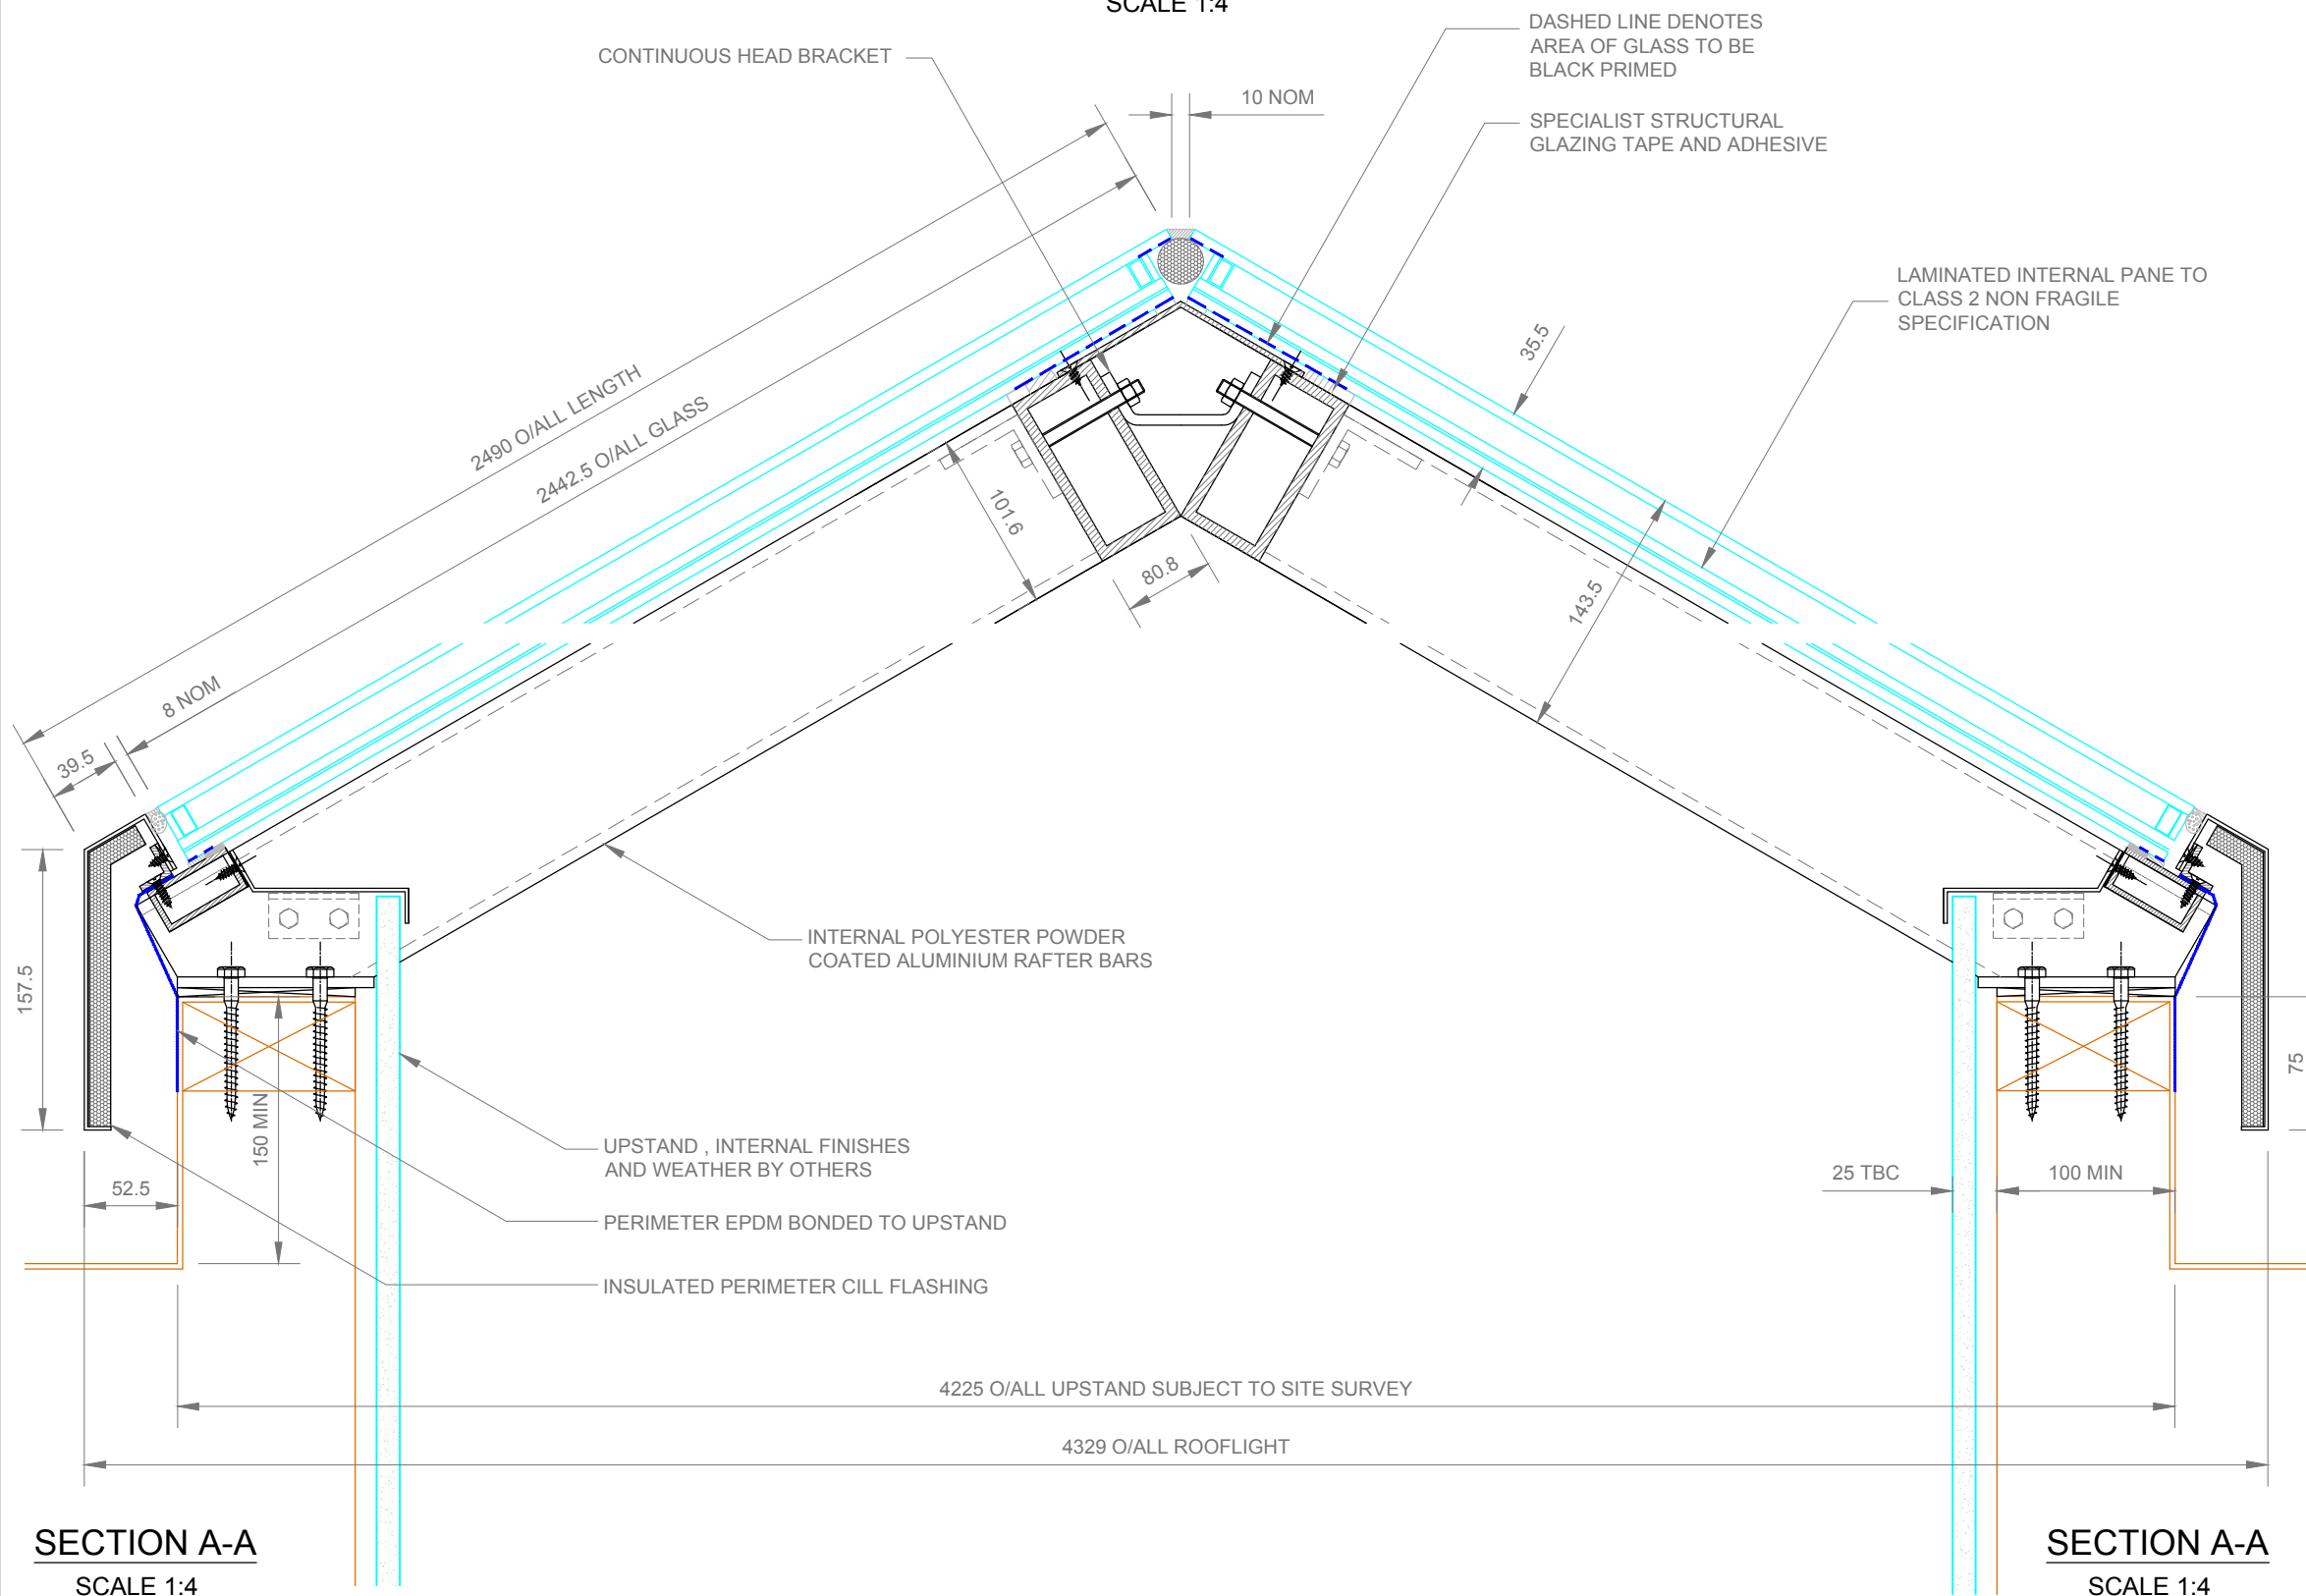 SCALE 1:4
DASHED LINE DENOTES
AREA OF GLASS TO BE
BLACK PRIMED
CONTINUOUS HEAD BRACKET
10 NOM
SPECIALIST STRUCTURAL
GLAZING TAPE AND ADHESIVE
LAMINATED INTERNAL PANE TO
CLASS 2 NON FRAGILE
SPECIFICATION
35.5
2490 O/ALL LENGTH
2442.5 O/ALL GLASS
101.6
80.8
143.5
8 NOM
39.5
157.5
INTERNAL POLYESTER POWDER
COATED ALUMINIUM RAFTER BARS
75
150 MIN
UPSTAND , INTERNAL FINISHES
AND WEATHER BY OTHERS
52.5
25 TBC
100 MIN
PERIMETER EPDM BONDED TO UPSTAND
INSULATED PERIMETER CILL FLASHING
4225 O/ALL UPSTAND SUBJECT TO SITE SURVEY
4329 O/ALL ROOFLIGHT
SECTION A-A
SCALE 1:4
SECTION A-A
SCALE 1:4